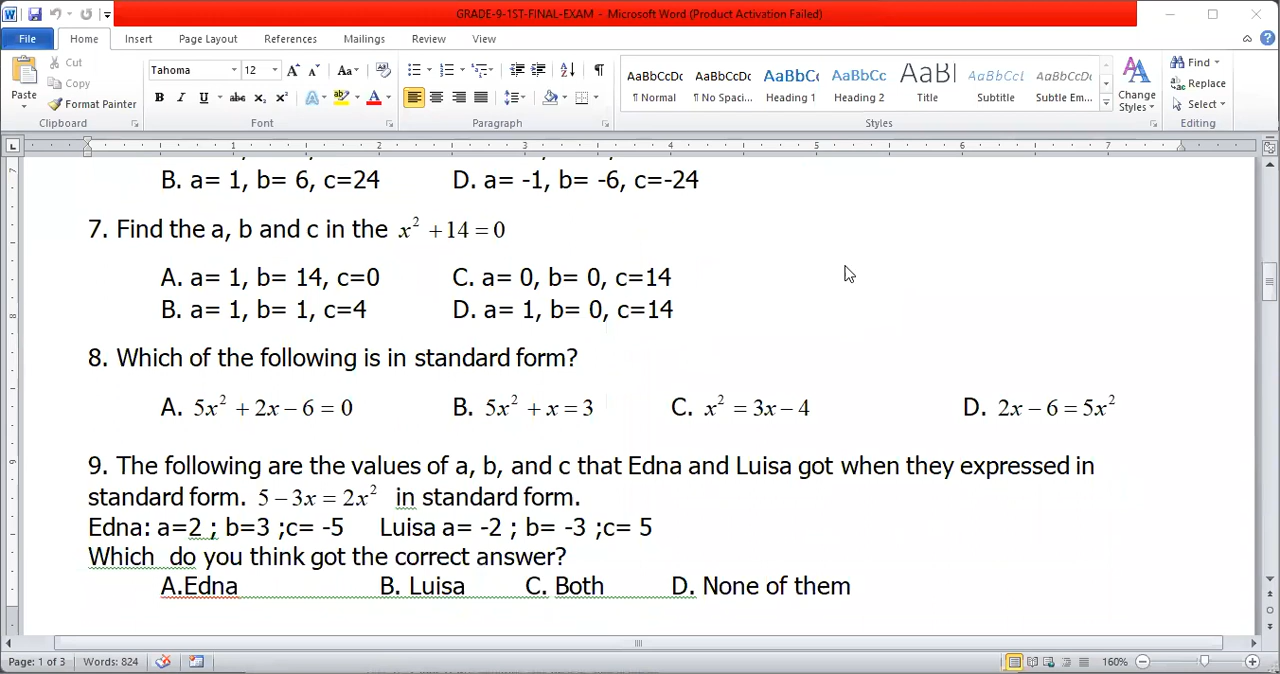 GRADE-9-1ST-FINAL-EXAM - Microsoft Word (Product Activation Failed)
File Home Insert Page Layout References Mailings Review View
Paste Cut Copy Format Painter
Tahoma 12
AaBbCcDc AaBbCcDc AaBbCc AaBbCc AaBl AaBbCcL AaBbCcDc
¶ Normal ¶ No Spaci... Heading 1 Heading 2 Title Subtitle Subtle Em...
Change Styles
Find Replace Select
Clipboard Font Paragraph Styles Editing
1 2 3 4 5 6 7
B. a= 1, b= 6, c=24 D. a= -1, b= -6, c=-24
7. Find the a, b and c in the x² + 14 = 0
A. a= 1, b= 14, c=0 C. a= 0, b= 0, c=14
B. a= 1, b= 1, c=4 D. a= 1, b= 0, c=14
8. Which of the following is in standard form?
A. 5x² + 2x − 6 = 0 B. 5x² + x = 3 C. x² = 3x − 4 D. 2x − 6 = 5x²
9. The following are the values of a, b, and c that Edna and Luisa got when they expressed in
standard form. 5 − 3x = 2x² in standard form.
Edna: a=2 ; b=3 ;c= -5 Luisa a= -2 ; b= -3 ;c= 5
Which do you think got the correct answer?
A.Edna B. Luisa C. Both D. None of them
Page: 1 of 3 Words: 824 160%